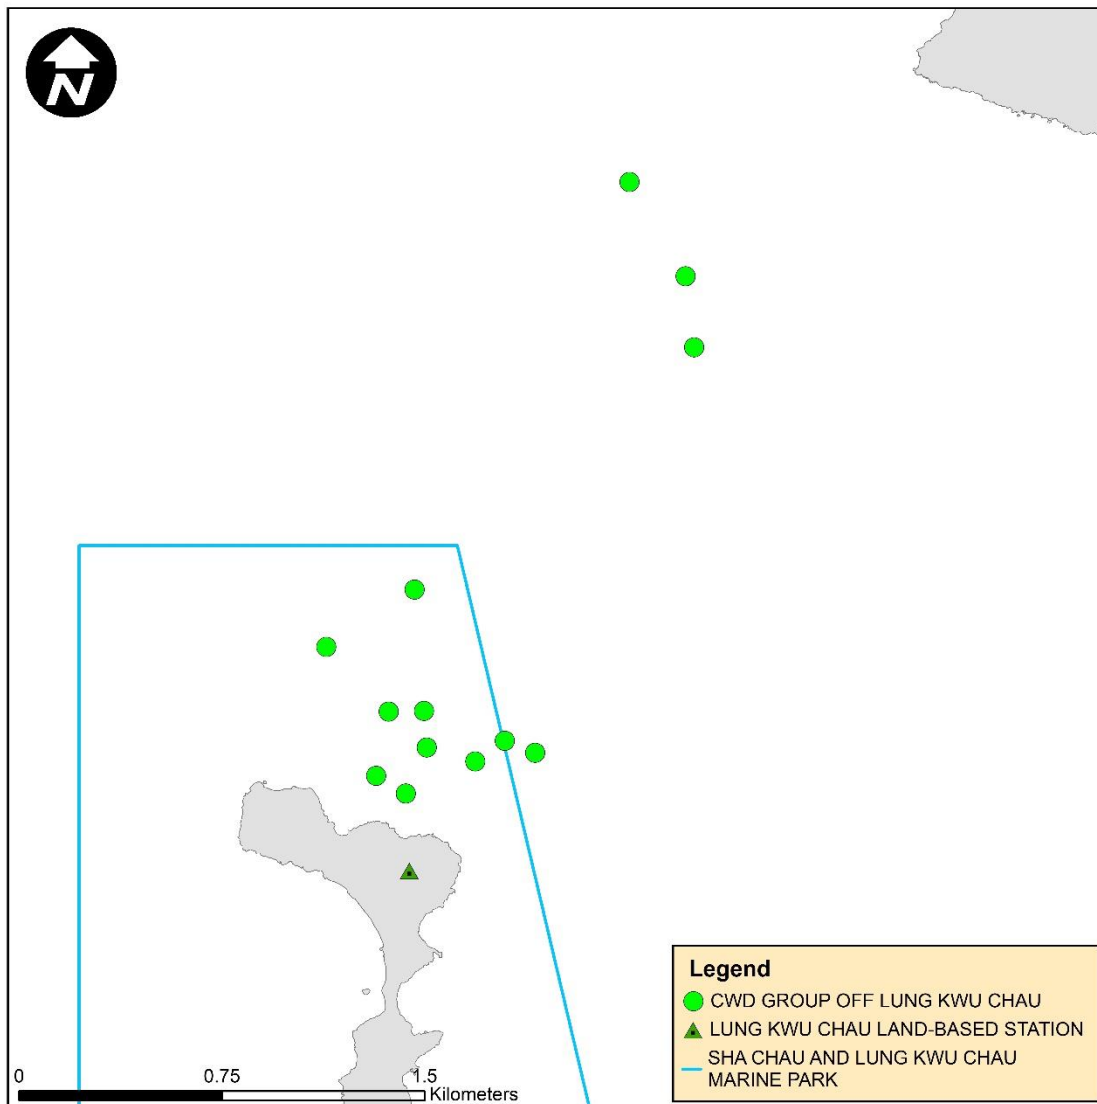 N
Legend
CWD GROUP OFF LUNG KWU CHAU
LUNG KWU CHAU LAND-BASED STATION
SHA CHAU AND LUNG KWU CHAU
MARINE PARK
0 0.75 1.5
Kilometers